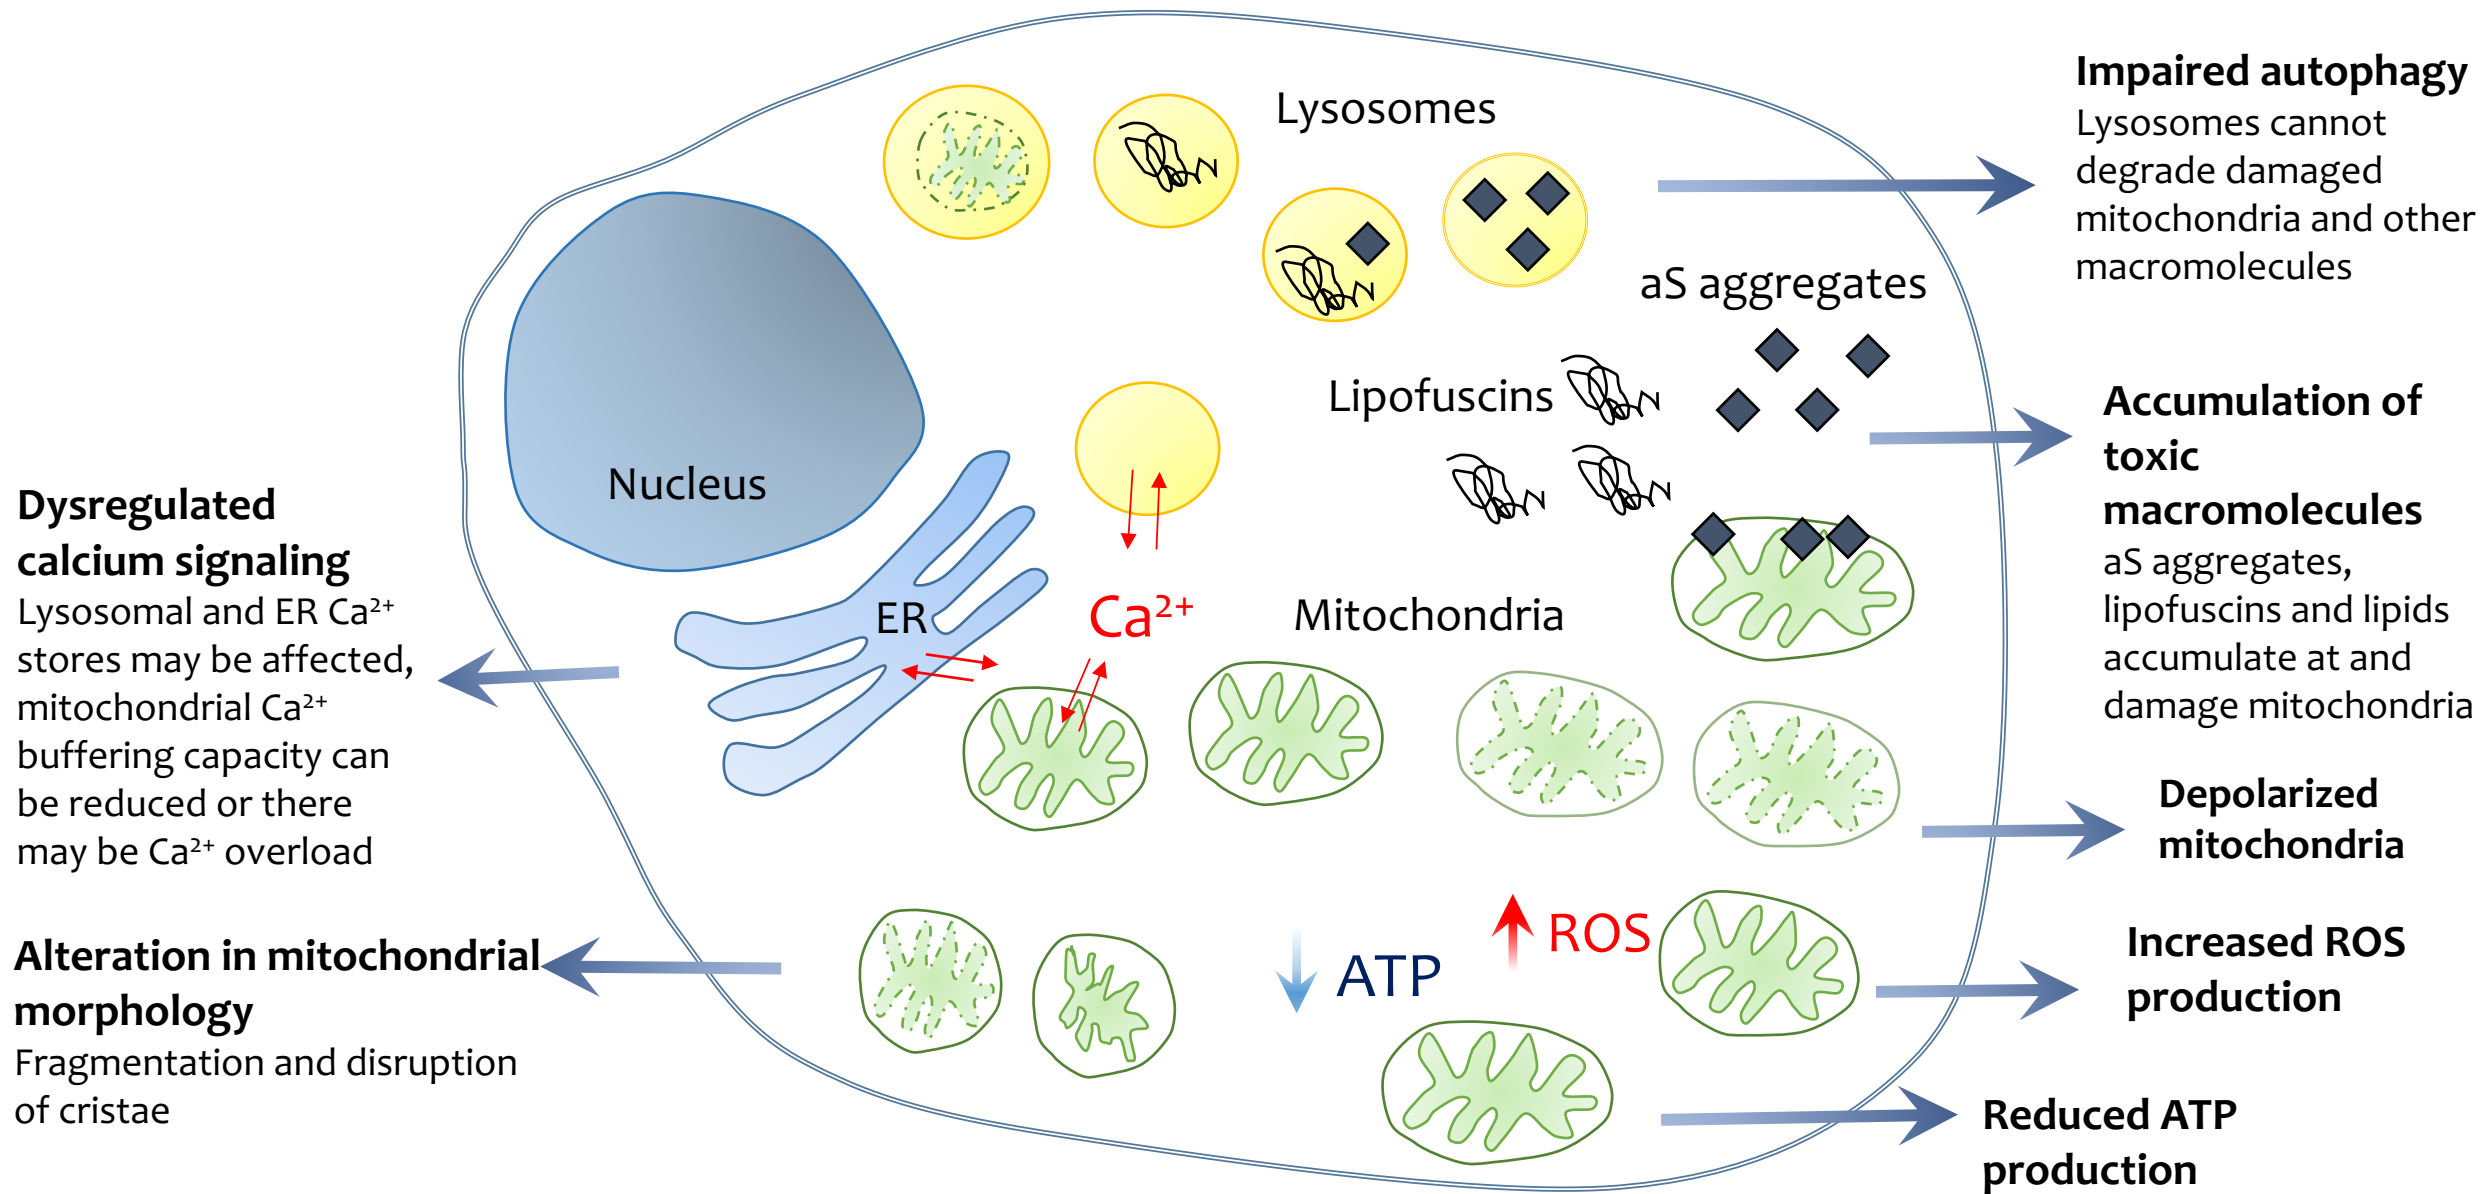 Impaired autophagy
Lysosomes cannot
degrade damaged
mitochondria and other
macromolecules
Lysosomes
aS aggregates
Lipofuscins
Accumulation of
toxic
macromolecules
aS aggregates,
lipofuscins and lipids
accumulate at and
damage mitochondria
Nucleus
Dysregulated
calcium signaling
Lysosomal and ER Ca²⁺
stores may be affected,
mitochondrial Ca²⁺
buffering capacity can
be reduced or there
may be Ca²⁺ overload
ER
Ca²⁺
Mitochondria
Depolarized
mitochondria
Alteration in mitochondrial
morphology
Fragmentation and disruption
of cristae
ATP
ROS
Increased ROS
production
Reduced ATP
production